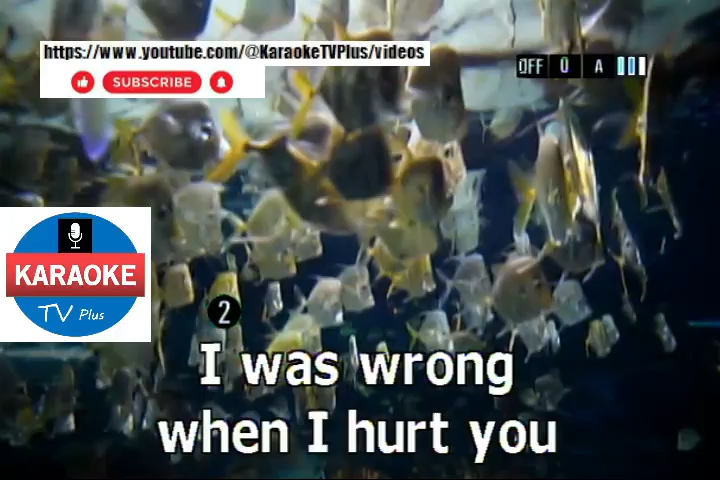 https://www.youtube.com/@KaraokeTVPlus/videos
SUBSCRIBE
OFF 0 A
KARAOKE
TV Plus
2
I was wrong
when I hurt you